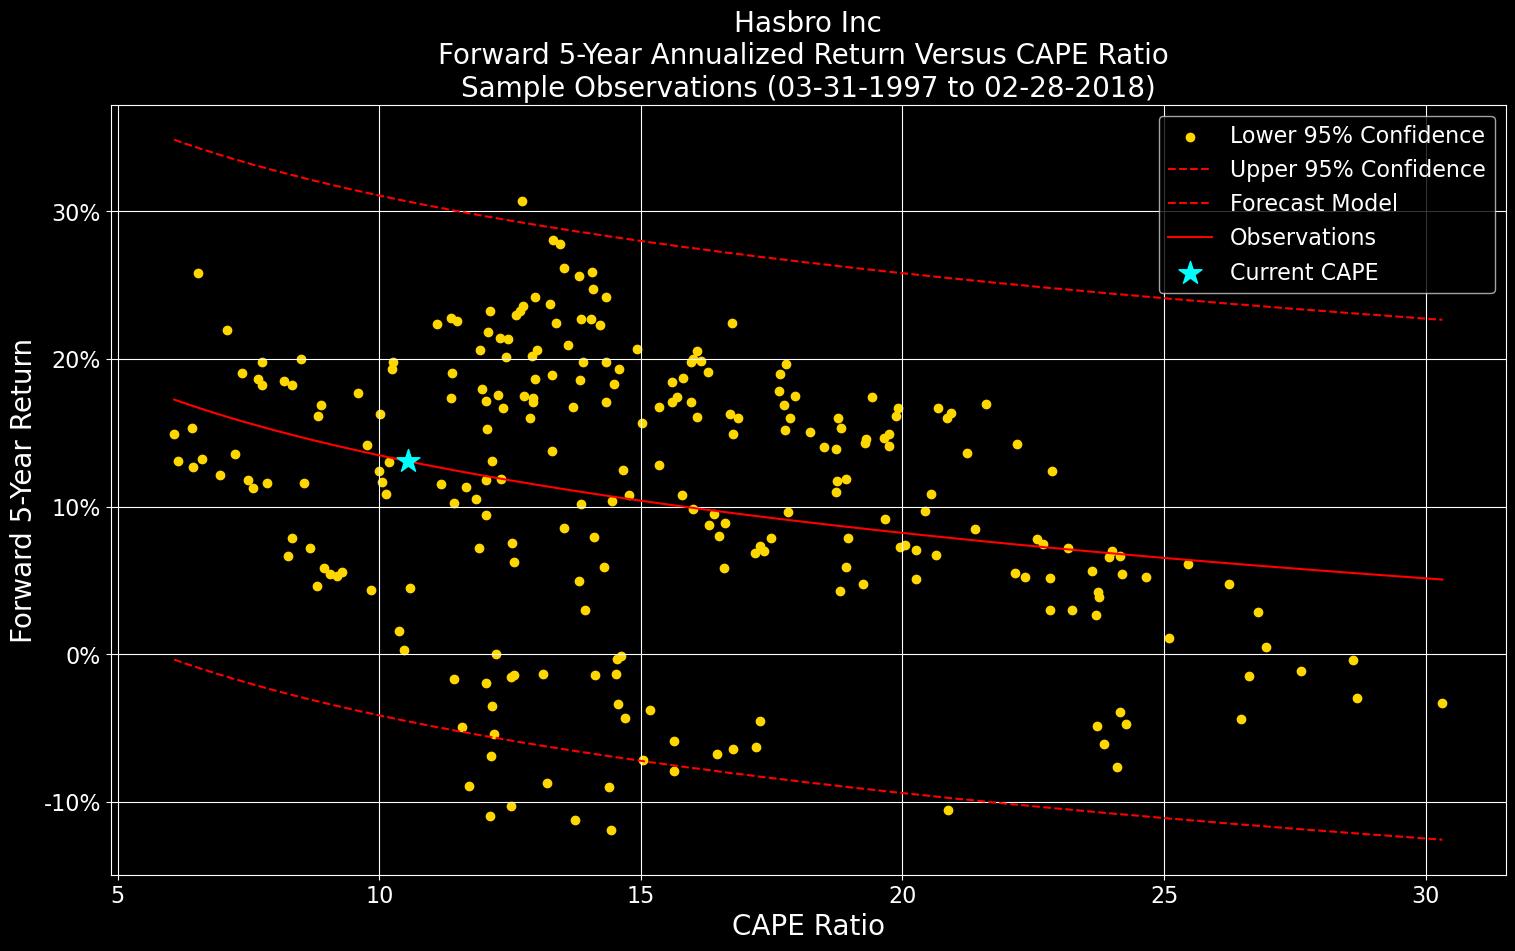 Hasbro Inc
Forward 5-Year Annualized Return Versus CAPE Ratio
Sample Observations (03-31-1997 to 02-28-2018)
Lower 95% Confidence
Upper 95% Confidence
Forecast Model
Observations
Current CAPE
Forward 5-Year Return
30%
20%
10%
0%
-10%
5 10 15 20 25 30
CAPE Ratio